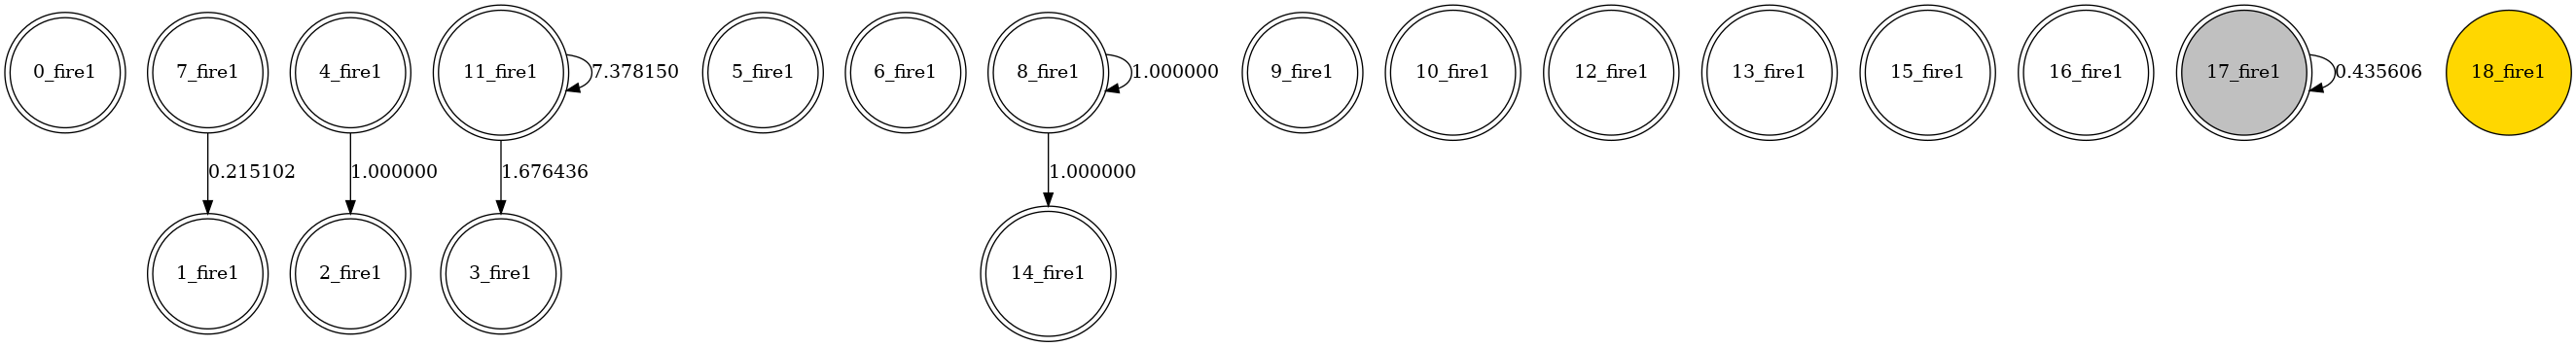 0_fire1
7_fire1
4_fire1
11_fire1
7.378150
5_fire1
6_fire1
8_fire1
1.000000
9_fire1
10_fire1
12_fire1
13_fire1
15_fire1
16_fire1
17_fire1
0.435606
18_fire1
0.215102
1.000000
1.676436
1.000000
1_fire1
2_fire1
3_fire1
14_fire1